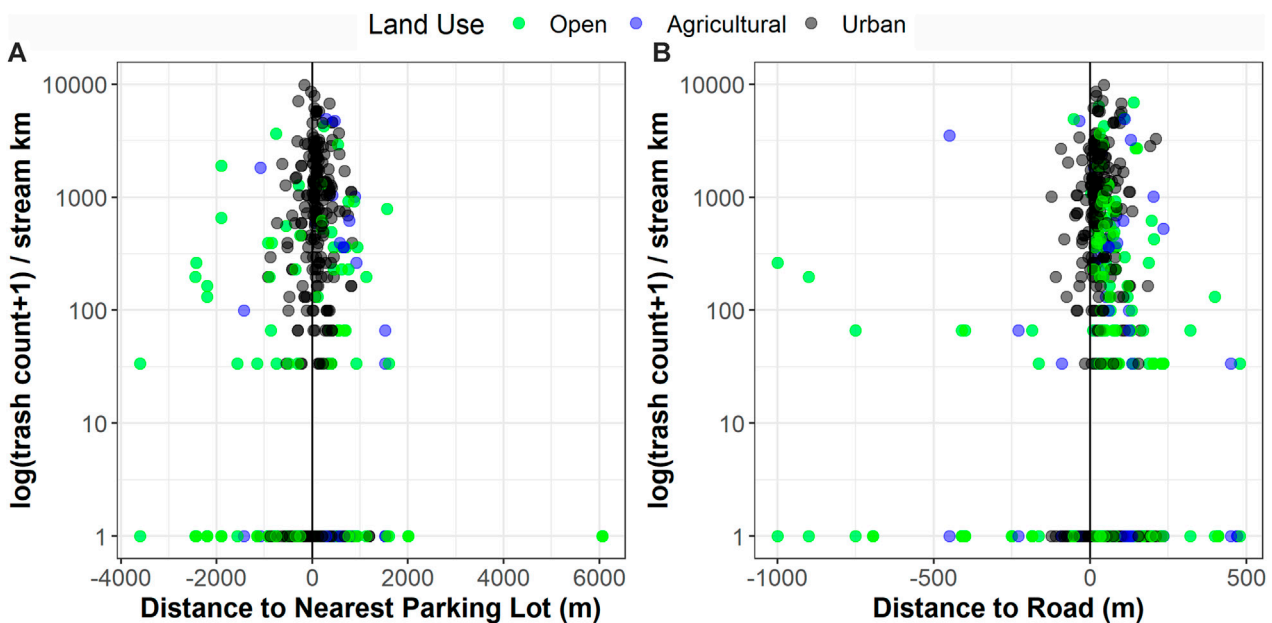 Land Use Open Agricultural Urban
A
B
10000
1000
100
10
1
log(trash count+1) / stream km
-4000 -2000 0 2000 4000 6000
Distance to Nearest Parking Lot (m)
10000
1000
100
10
1
log(trash count+1) / stream km
-1000 -500 0 500
Distance to Road (m)